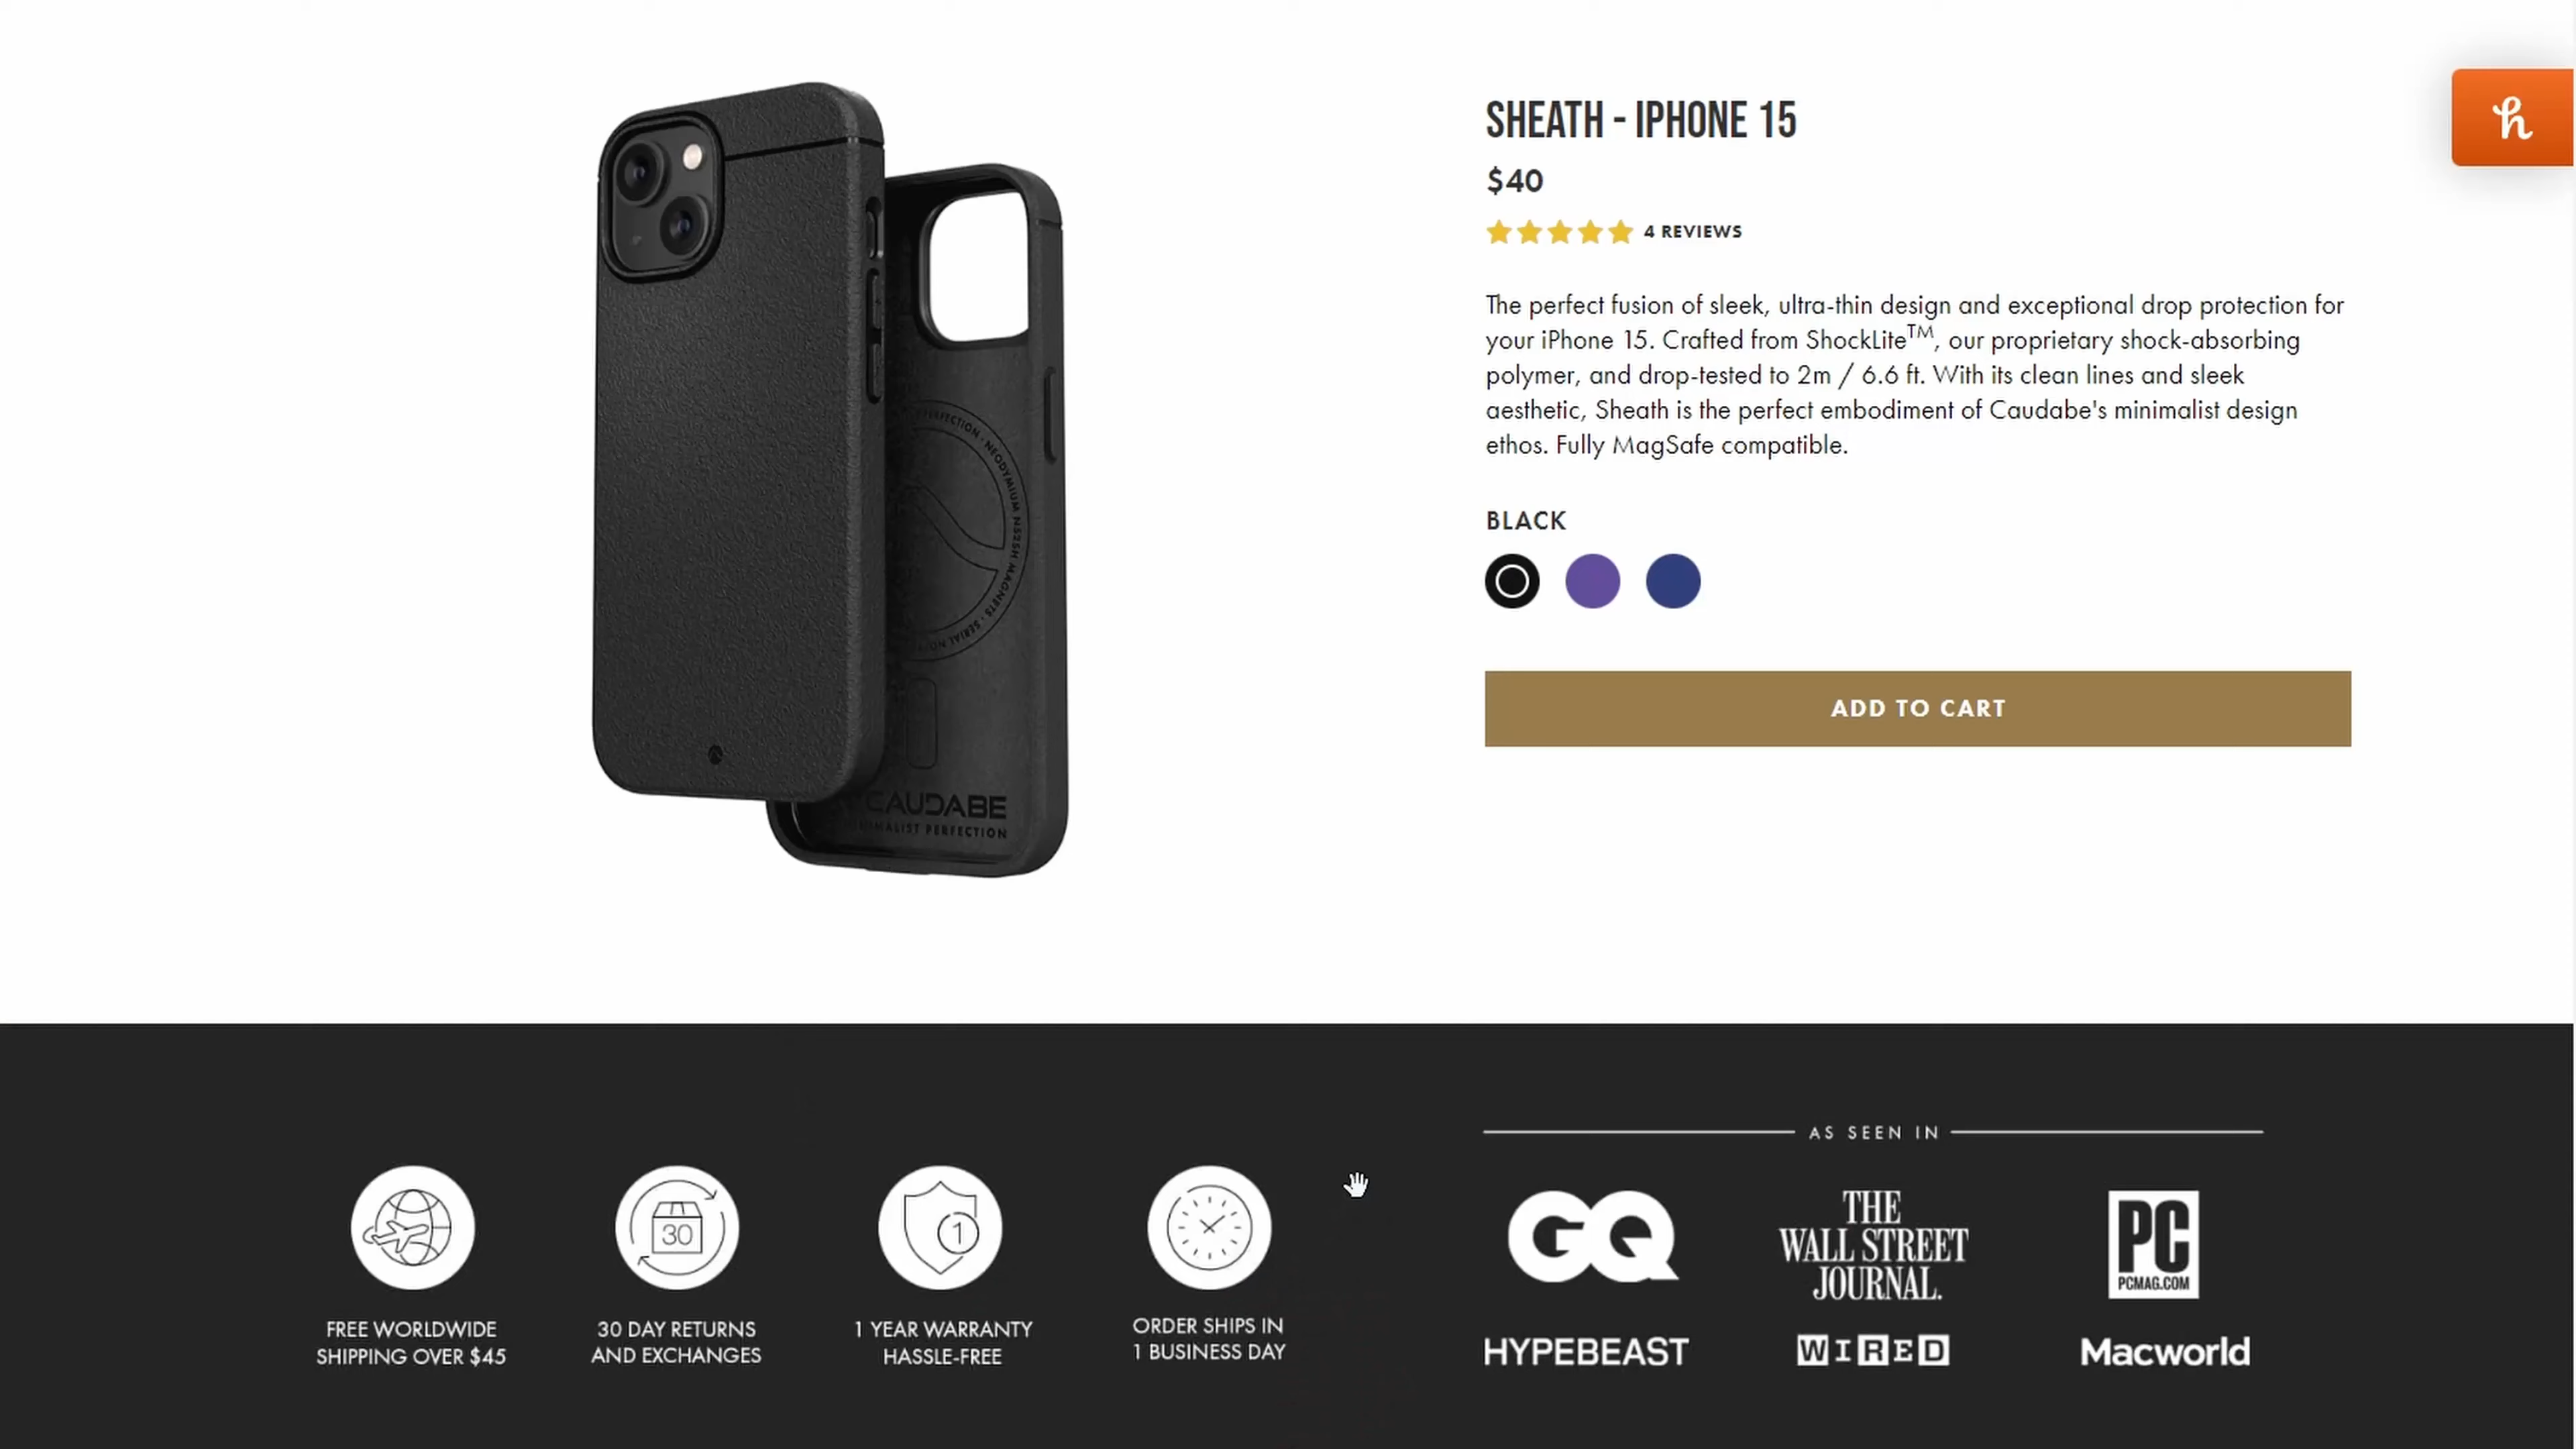 SHEATH - IPHONE 15
$40
4 REVIEWS
The perfect fusion of sleek, ultra-thin design and exceptional drop protection for
your iPhone 15. Crafted from ShockLiteTM, our proprietary shock-absorbing
polymer, and drop-tested to 2m / 6.6 ft. With its clean lines and sleek
aesthetic, Sheath is the perfect embodiment of Caudabe's minimalist design
ethos. Fully MagSafe compatible.
BLACK
ADD TO CART
PERFECTION · NEODYMIUM N52SH MAGNETS · SERIAL
CAUDABE
PERFECTION
AS SEEN IN
GQ
THE
WALL STREET
JOURNAL.
PC
PCMAG.COM
HYPEBEAST
WIRED
Macworld
30
1
FREE WORLDWIDE
SHIPPING OVER $45
30 DAY RETURNS
AND EXCHANGES
1 YEAR WARRANTY
HASSLE-FREE
ORDER SHIPS IN
1 BUSINESS DAY